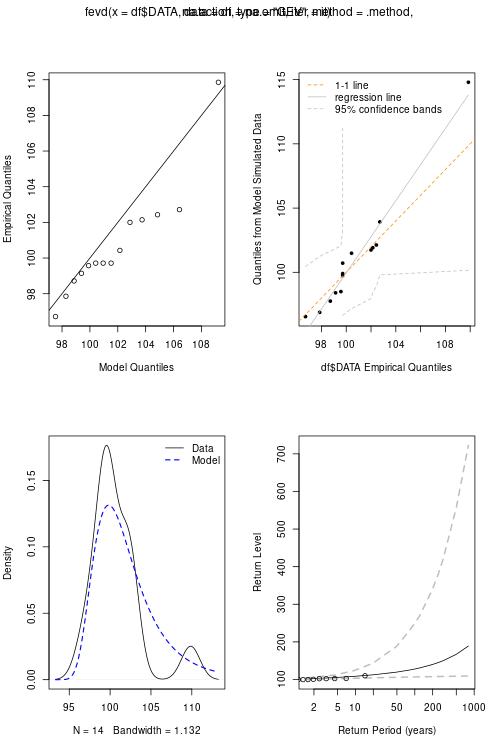 fevd(x = df$DATA,
method = .method,
110
108
106
104
102
100
98
Empirical Quantiles
98 100 102 104 106 108
Model Quantiles
1-1 line
regression line
95% confidence bands
115
110
105
100
Quantiles from Model Simulated Data
98 100 104 108
df$DATA Empirical Quantiles
Data
Model
0.15
0.10
0.05
0.00
Density
95 100 105 110
N = 14 Bandwidth = 1.132
700
600
500
400
300
200
100
Return Level
2 5 10 50 200 1000
Return Period (years)